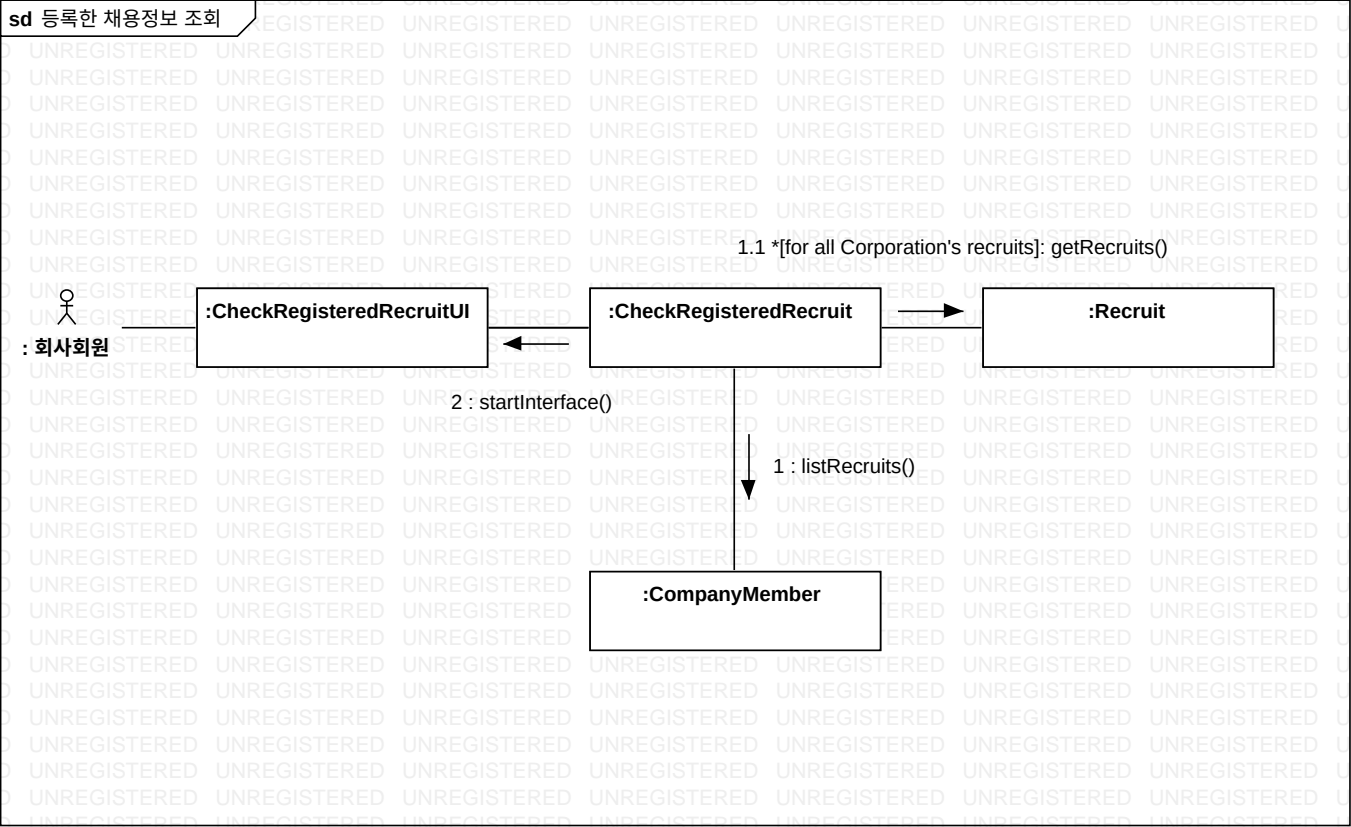 sd 등록한 채용정보 조회
1.1 *[for all Corporation's recruits]: getRecruits()
:CheckRegisteredRecruitUI
:CheckRegisteredRecruit
:Recruit
: 회사회원
2 : startInterface()
1 : listRecruits()
:CompanyMember
UNREGISTERED